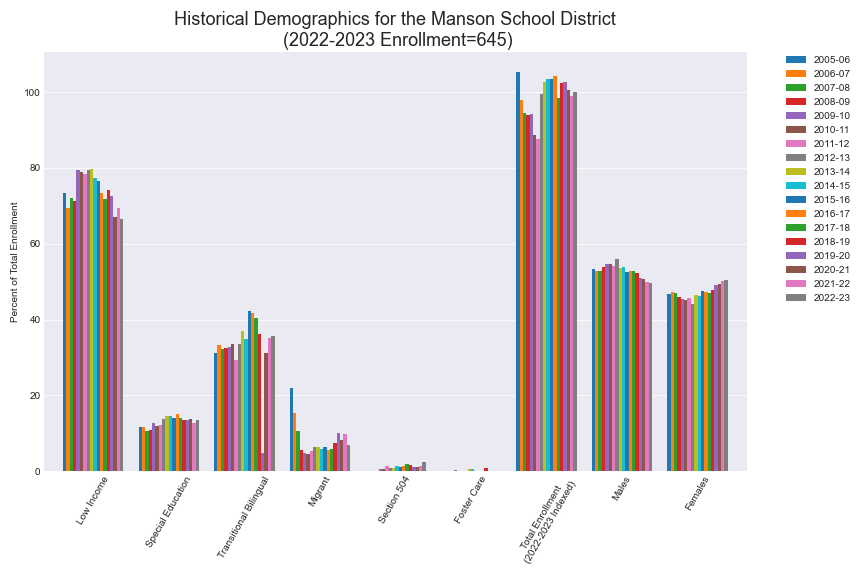 Historical Demographics for the Manson School District
(2022-2023 Enrollment=645)
Percent of Total Enrollment
100
80
60
40
20
0
Low Income
Special Education
Transitional Bilingual
Migrant
Section 504
Foster Care
Total Enrollment
(2022-2023 Indexed)
Males
Females
2005-06
2006-07
2007-08
2008-09
2009-10
2010-11
2011-12
2012-13
2013-14
2014-15
2015-16
2016-17
2017-18
2018-19
2019-20
2020-21
2021-22
2022-23